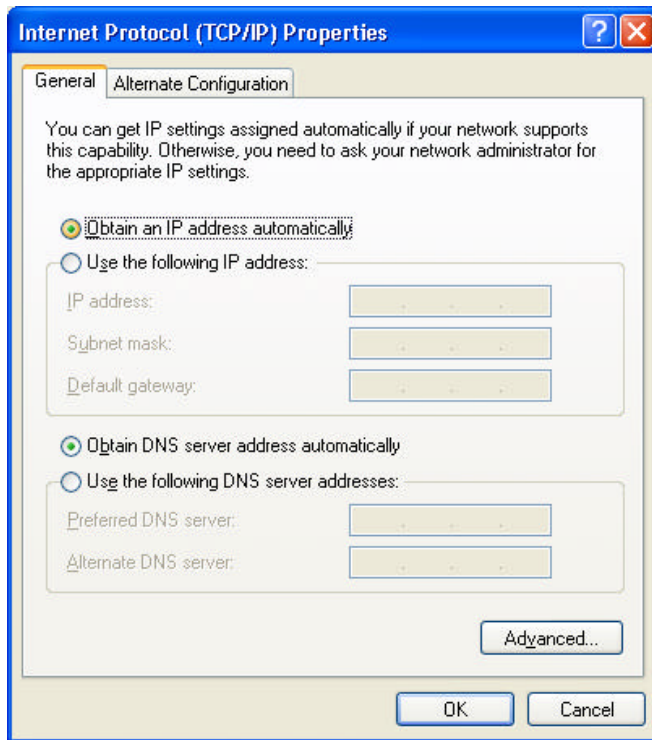 Internet Protocol (TCP/IP) Properties
General
Alternate Configuration
You can get IP settings assigned automatically if your network supports
this capability. Otherwise, you need to ask your network administrator for
the appropriate IP settings.
Obtain an IP address automatically
Use the following IP address:
IP address:
Subnet mask:
Default gateway:
Obtain DNS server address automatically
Use the following DNS server addresses:
Preferred DNS server:
Alternate DNS server:
Advanced...
OK
Cancel